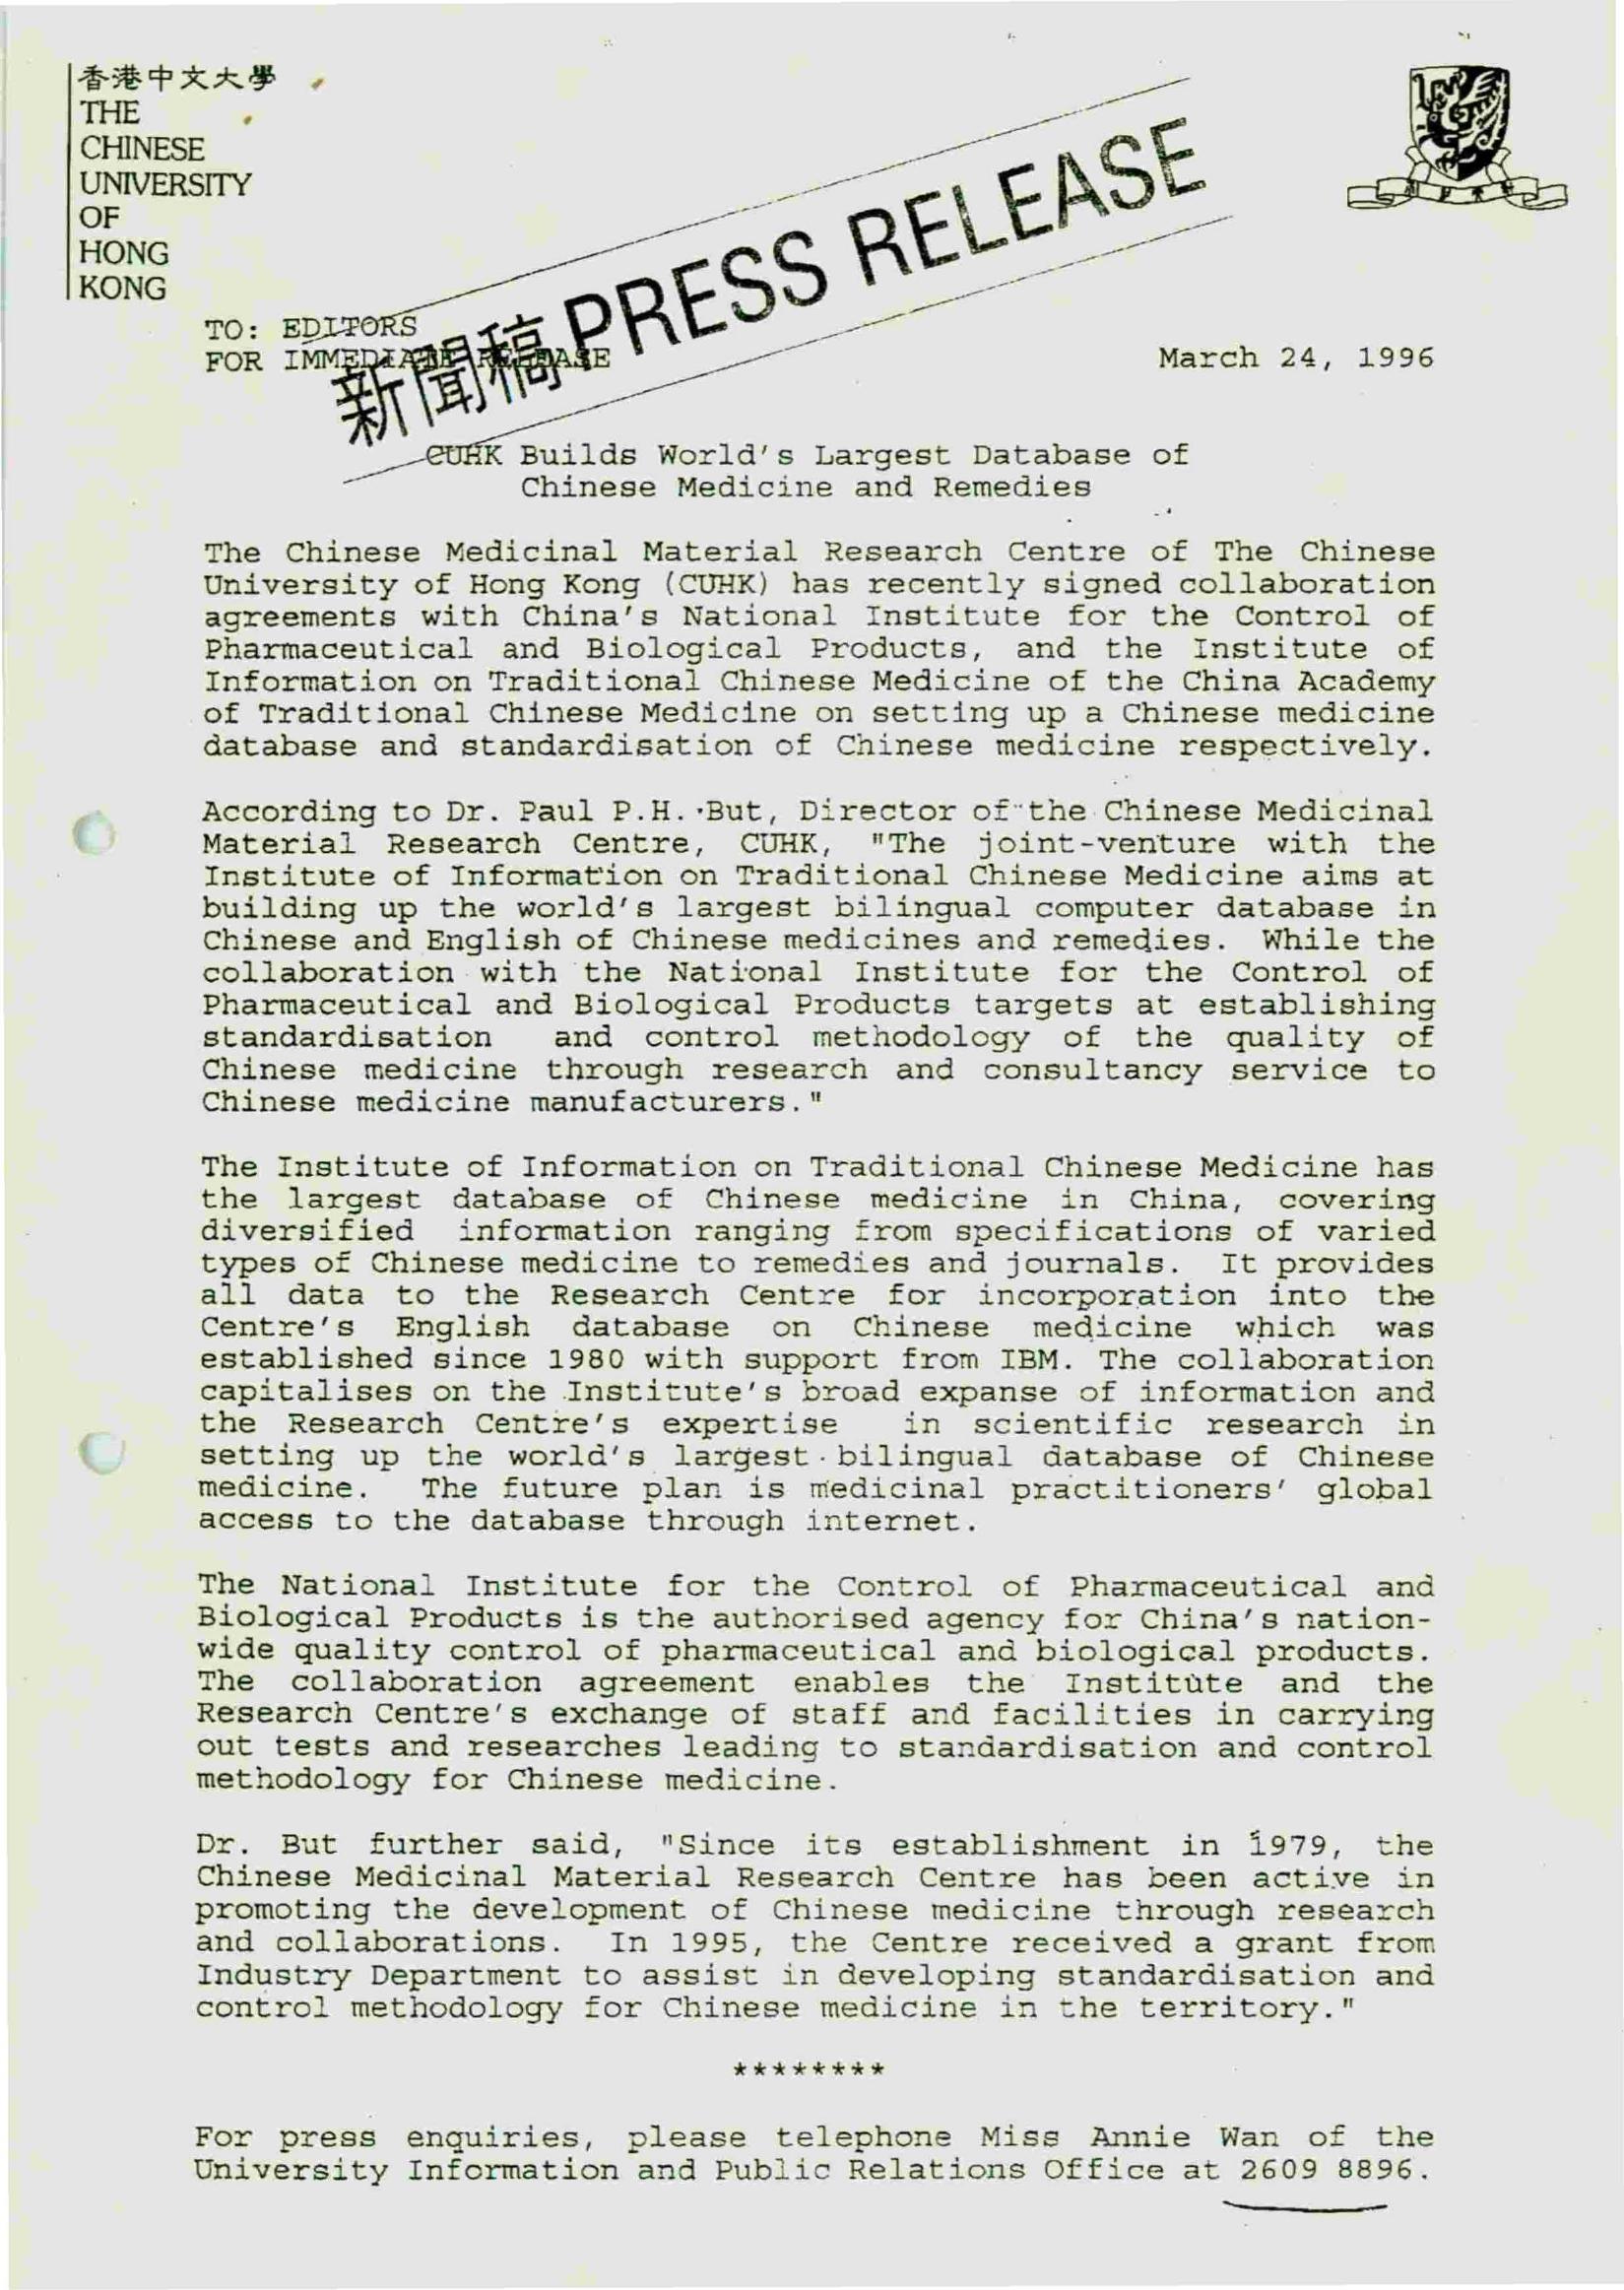 香港中文大學
THE
CHINESE
UNIVERSITY
OF
HONG
KONG
新聞稿 PRESS RELEASE
TO: EDITORS
FOR IMMEDIATE RELEASE
March 24, 1996
CUHK Builds World's Largest Database of
Chinese Medicine and Remedies
The Chinese Medicinal Material Research Centre of The Chinese
University of Hong Kong (CUHK) has recently signed collaboration
agreements with China's National Institute for the Control of
Pharmaceutical and Biological Products, and the Institute of
Information on Traditional Chinese Medicine of the China Academy
of Traditional Chinese Medicine on setting up a Chinese medicine
database and standardisation of Chinese medicine respectively.
According to Dr. Paul P.H. But, Director of the Chinese Medicinal
Material Research Centre, CUHK, "The joint-venture with the
Institute of Information on Traditional Chinese Medicine aims at
building up the world's largest bilingual computer database in
Chinese and English of Chinese medicines and remedies. While the
collaboration with the National Institute for the Control of
Pharmaceutical and Biological Products targets at establishing
standardisation and control methodology of the quality of
Chinese medicine through research and consultancy service to
Chinese medicine manufacturers."
The Institute of Information on Traditional Chinese Medicine has
the largest database of Chinese medicine in China, covering
diversified information ranging from specifications of varied
types of Chinese medicine to remedies and journals. It provides
all data to the Research Centre for incorporation into the
Centre's English database on Chinese medicine which was
established since 1980 with support from IBM. The collaboration
capitalises on the Institute's broad expanse of information and
the Research Centre's expertise in scientific research in
setting up the world's largest bilingual database of Chinese
medicine. The future plan is medicinal practitioners' global
access to the database through internet.
The National Institute for the Control of Pharmaceutical and
Biological Products is the authorised agency for China's nation-
wide quality control of pharmaceutical and biological products.
The collaboration agreement enables the Institute and the
Research Centre's exchange of staff and facilities in carrying
out tests and researches leading to standardisation and control
methodology for Chinese medicine.
Dr. But further said, "Since its establishment in 1979, the
Chinese Medicinal Material Research Centre has been active in
promoting the development of Chinese medicine through research
and collaborations. In 1995, the Centre received a grant from
Industry Department to assist in developing standardisation and
control methodology for Chinese medicine in the territory."
********
For press enquiries, please telephone Miss Annie Wan of the
University Information and Public Relations Office at 2609 8896.